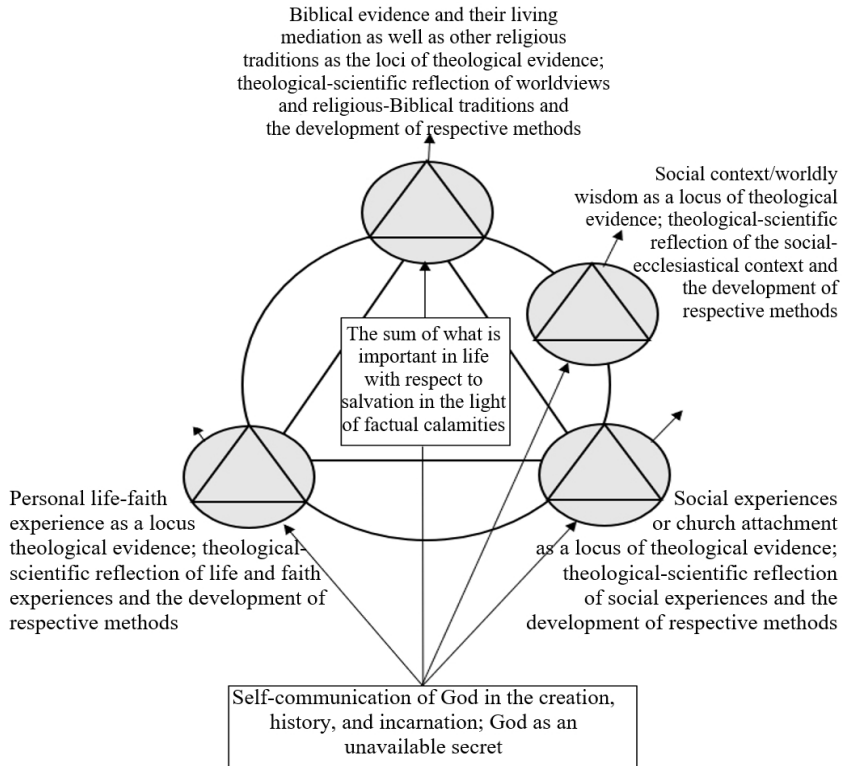 Biblical evidence and their living
mediation as well as other religious
traditions as the loci of theological evidence;
theological-scientific reflection of worldviews
and religious-Biblical traditions and
the development of respective methods
Social context/worldly
wisdom as a locus of theological
evidence; theological-scientific
reflection of the social-
ecclesiastical context and
the development of
respective methods
The sum of what is
important in life
with respect to
salvation in the light
of factual calamities
Personal life-faith
experience as a locus
theological evidence; theological-
scientific reflection of life and faith
experiences and the development of
respective methods
Social experiences
or church attachment
as a locus of theological evidence;
theological-scientific reflection
of social experiences and the
development of respective methods
Self-communication of God in the creation,
history, and incarnation; God as an
unavailable secret